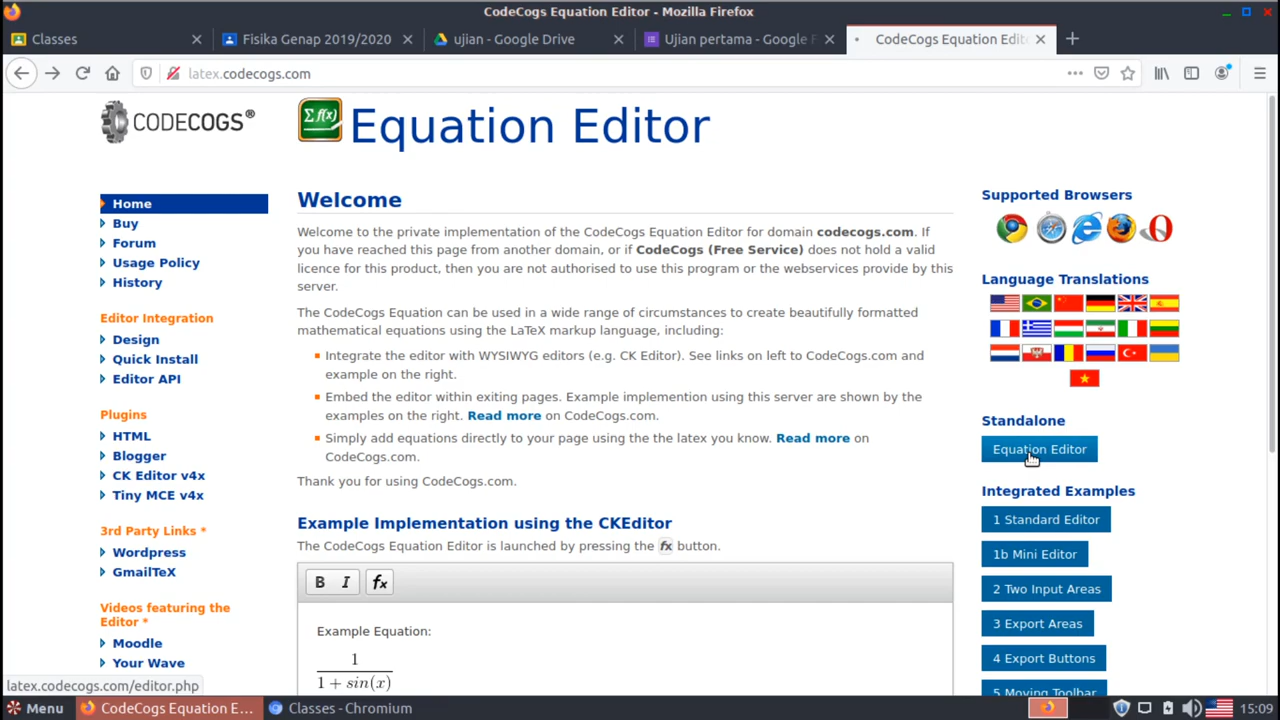 CodeCogs Equation Editor - Mozilla Firefox
Classes
Fisika Genap 2019/2020
ujian - Google Drive
Ujian pertama - Google F
CodeCogs Equation Edito
latex.codecogs.com
CODECOGS®
Σ f(x)
Equation Editor
Home
Buy
Forum
Usage Policy
History
Editor Integration
Design
Quick Install
Editor API
Plugins
HTML
Blogger
CK Editor v4x
Tiny MCE v4x
3rd Party Links *
Wordpress
GmailTeX
Videos featuring the
Editor *
Moodle
Your Wave
Welcome
Welcome to the private implementation of the CodeCogs Equation Editor for domain codecogs.com. If
you have reached this page from another domain, or if CodeCogs (Free Service) does not hold a valid
licence for this product, then you are not authorised to use this program or the webservices provide by this
server.
The CodeCogs Equation can be used in a wide range of circumstances to create beautifully formatted
mathematical equations using the LaTeX markup language, including:
Integrate the editor with WYSIWYG editors (e.g. CK Editor). See links on left to CodeCogs.com and
example on the right.
Embed the editor within exiting pages. Example implemention using this server are shown by the
examples on the right. Read more on CodeCogs.com.
Simply add equations directly to your page using the the latex you know. Read more on
CodeCogs.com.
Thank you for using CodeCogs.com.
Example Implementation using the CKEditor
The CodeCogs Equation Editor is launched by pressing the fx button.
B I fx
Example Equation:
1
1 + sin(x)
Supported Browsers
Language Translations
Standalone
Equation Editor
Integrated Examples
1 Standard Editor
1b Mini Editor
2 Two Input Areas
3 Export Areas
4 Export Buttons
5 Moving Toolbar
latex.codecogs.com/editor.php
Menu
CodeCogs Equation E...
Classes - Chromium
15:09